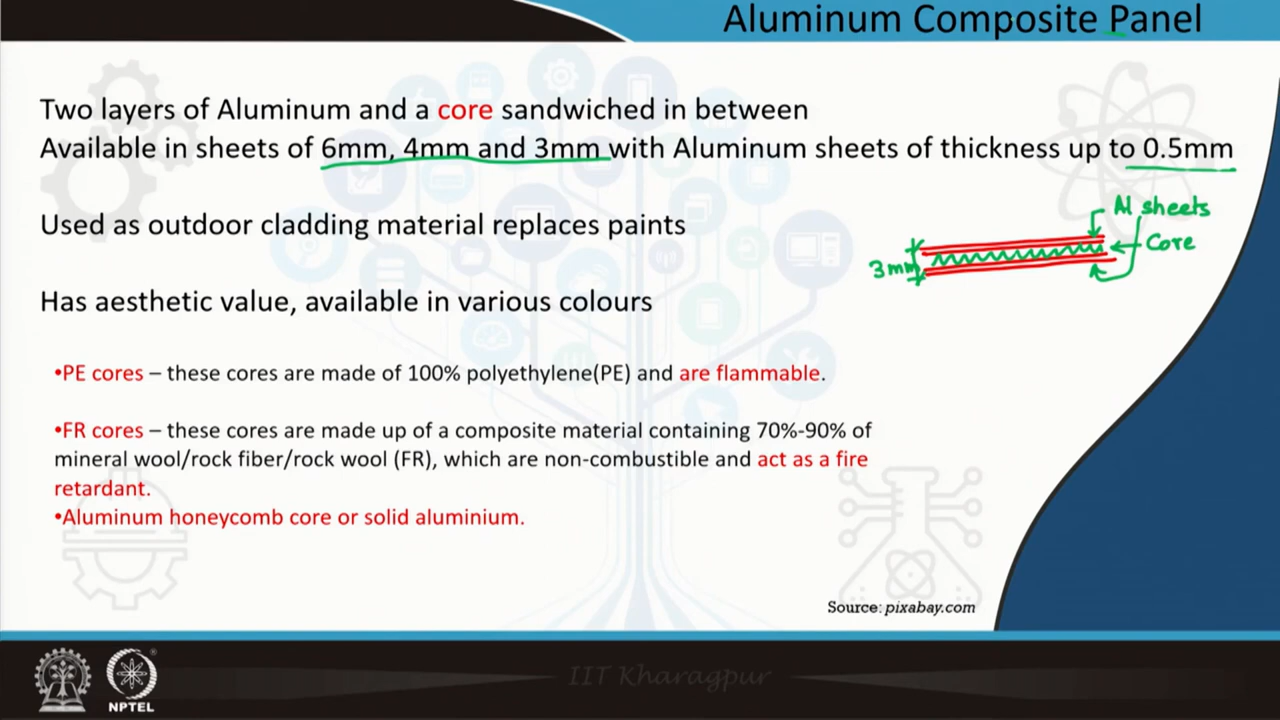 Aluminum Composite Panel
Two layers of Aluminum and a core sandwiched in between
Available in sheets of 6mm, 4mm and 3mm with Aluminum sheets of thickness up to 0.5mm
Al sheets
Used as outdoor cladding material replaces paints
Core
3mm
Has aesthetic value, available in various colours
•PE cores – these cores are made of 100% polyethylene(PE) and are flammable.
•FR cores – these cores are made up of a composite material containing 70%-90% of
mineral wool/rock fiber/rock wool (FR), which are non-combustible and act as a fire
retardant.
•Aluminum honeycomb core or solid aluminium.
Source: pixabay.com
IIT Kharagpur
NPTEL